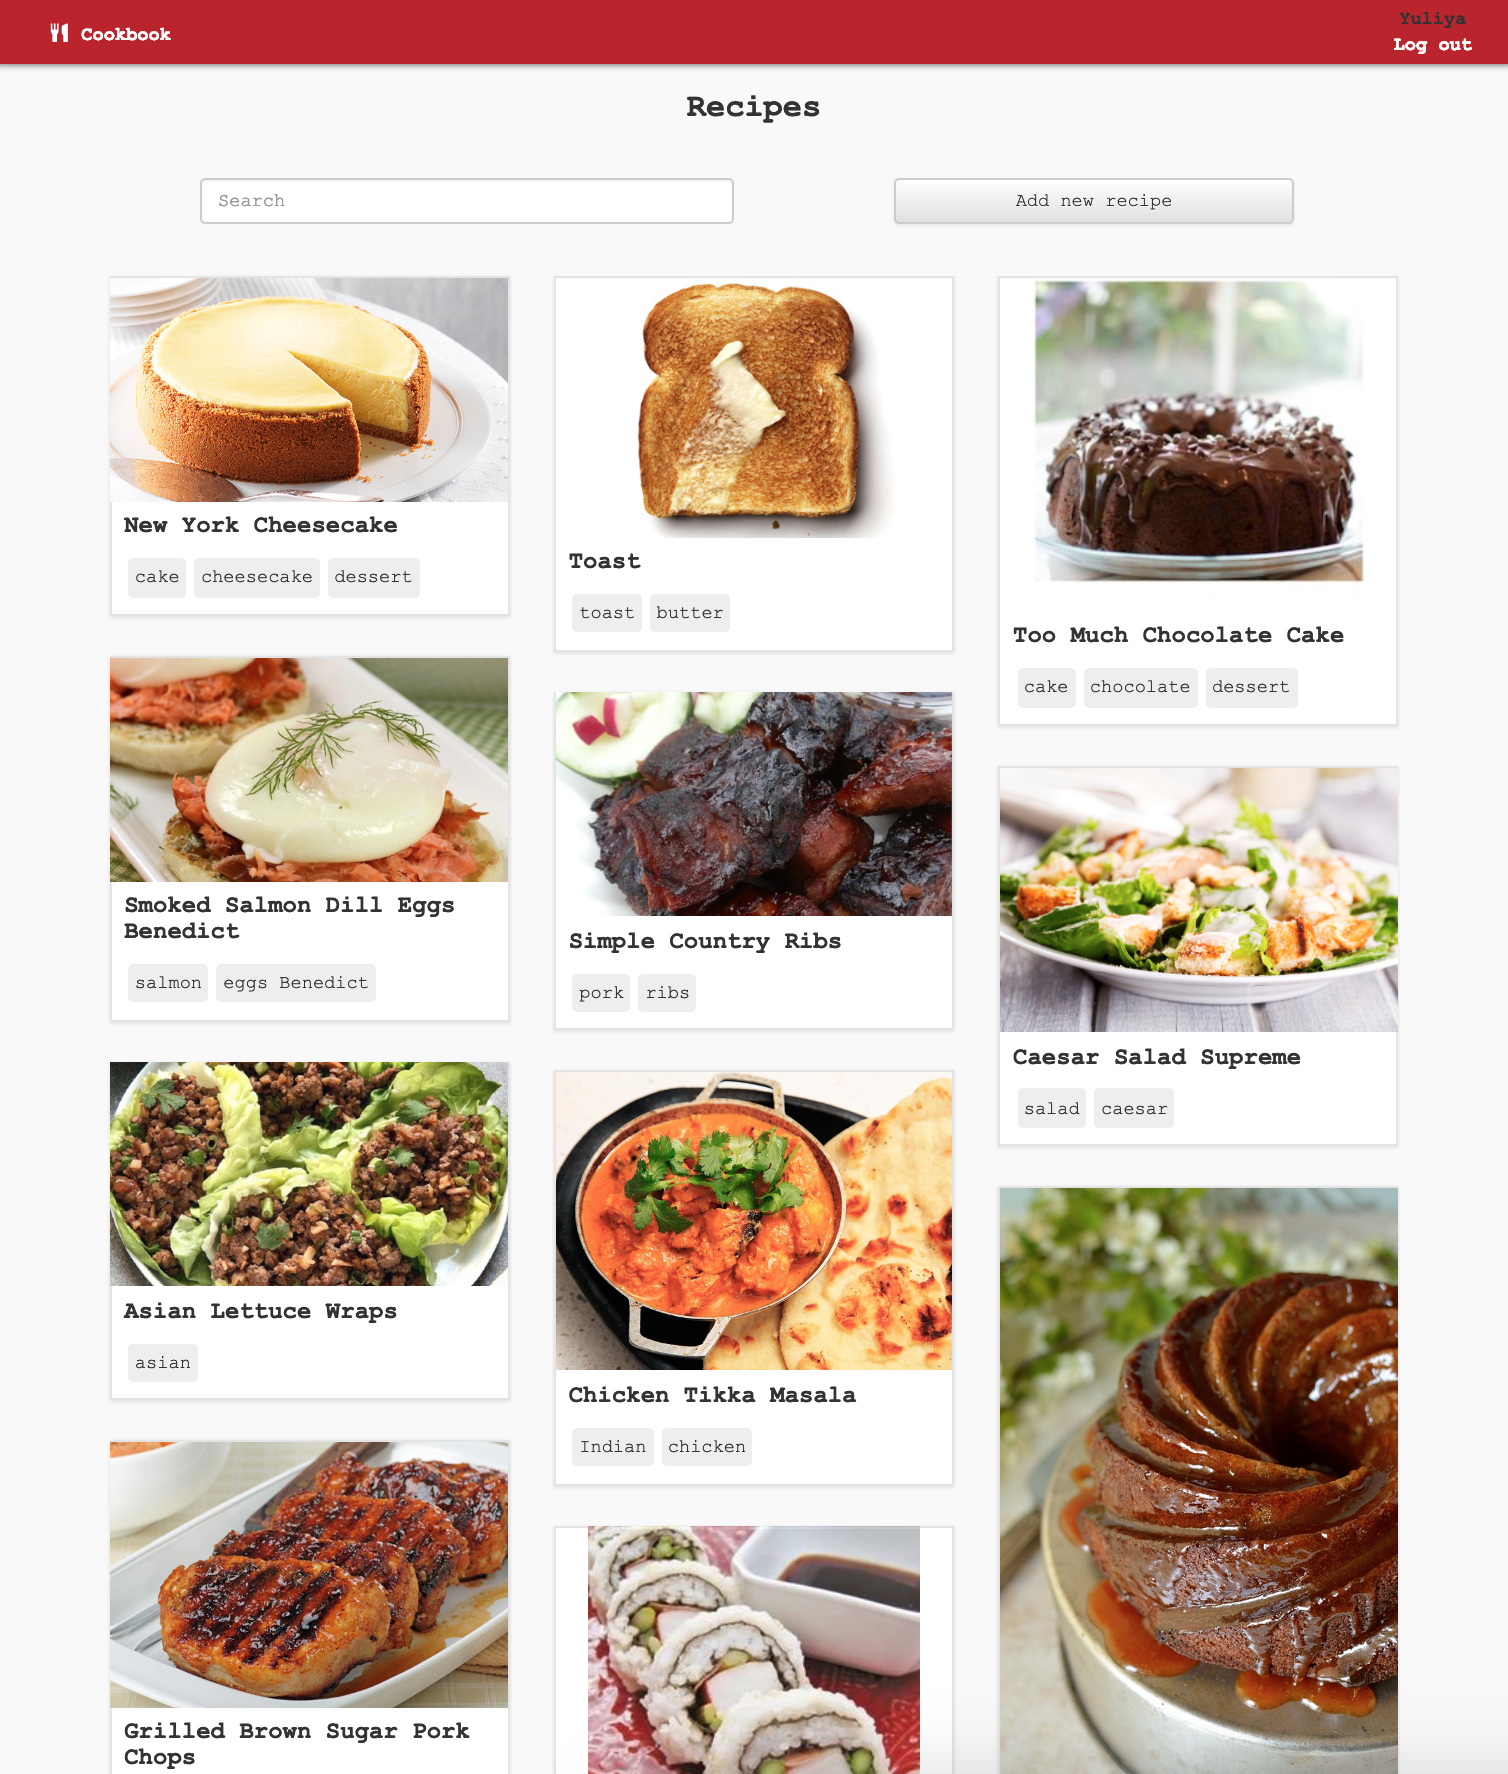 Cookbook
Yuliya
Log out
Recipes
Search
Add new recipe
New York Cheesecake
cake cheesecake dessert
Toast
toast butter
Too Much Chocolate Cake
cake chocolate dessert
Smoked Salmon Dill Eggs
Benedict
salmon eggs Benedict
Simple Country Ribs
pork ribs
Caesar Salad Supreme
salad caesar
Asian Lettuce Wraps
asian
Chicken Tikka Masala
Indian chicken
Grilled Brown Sugar Pork
Chops